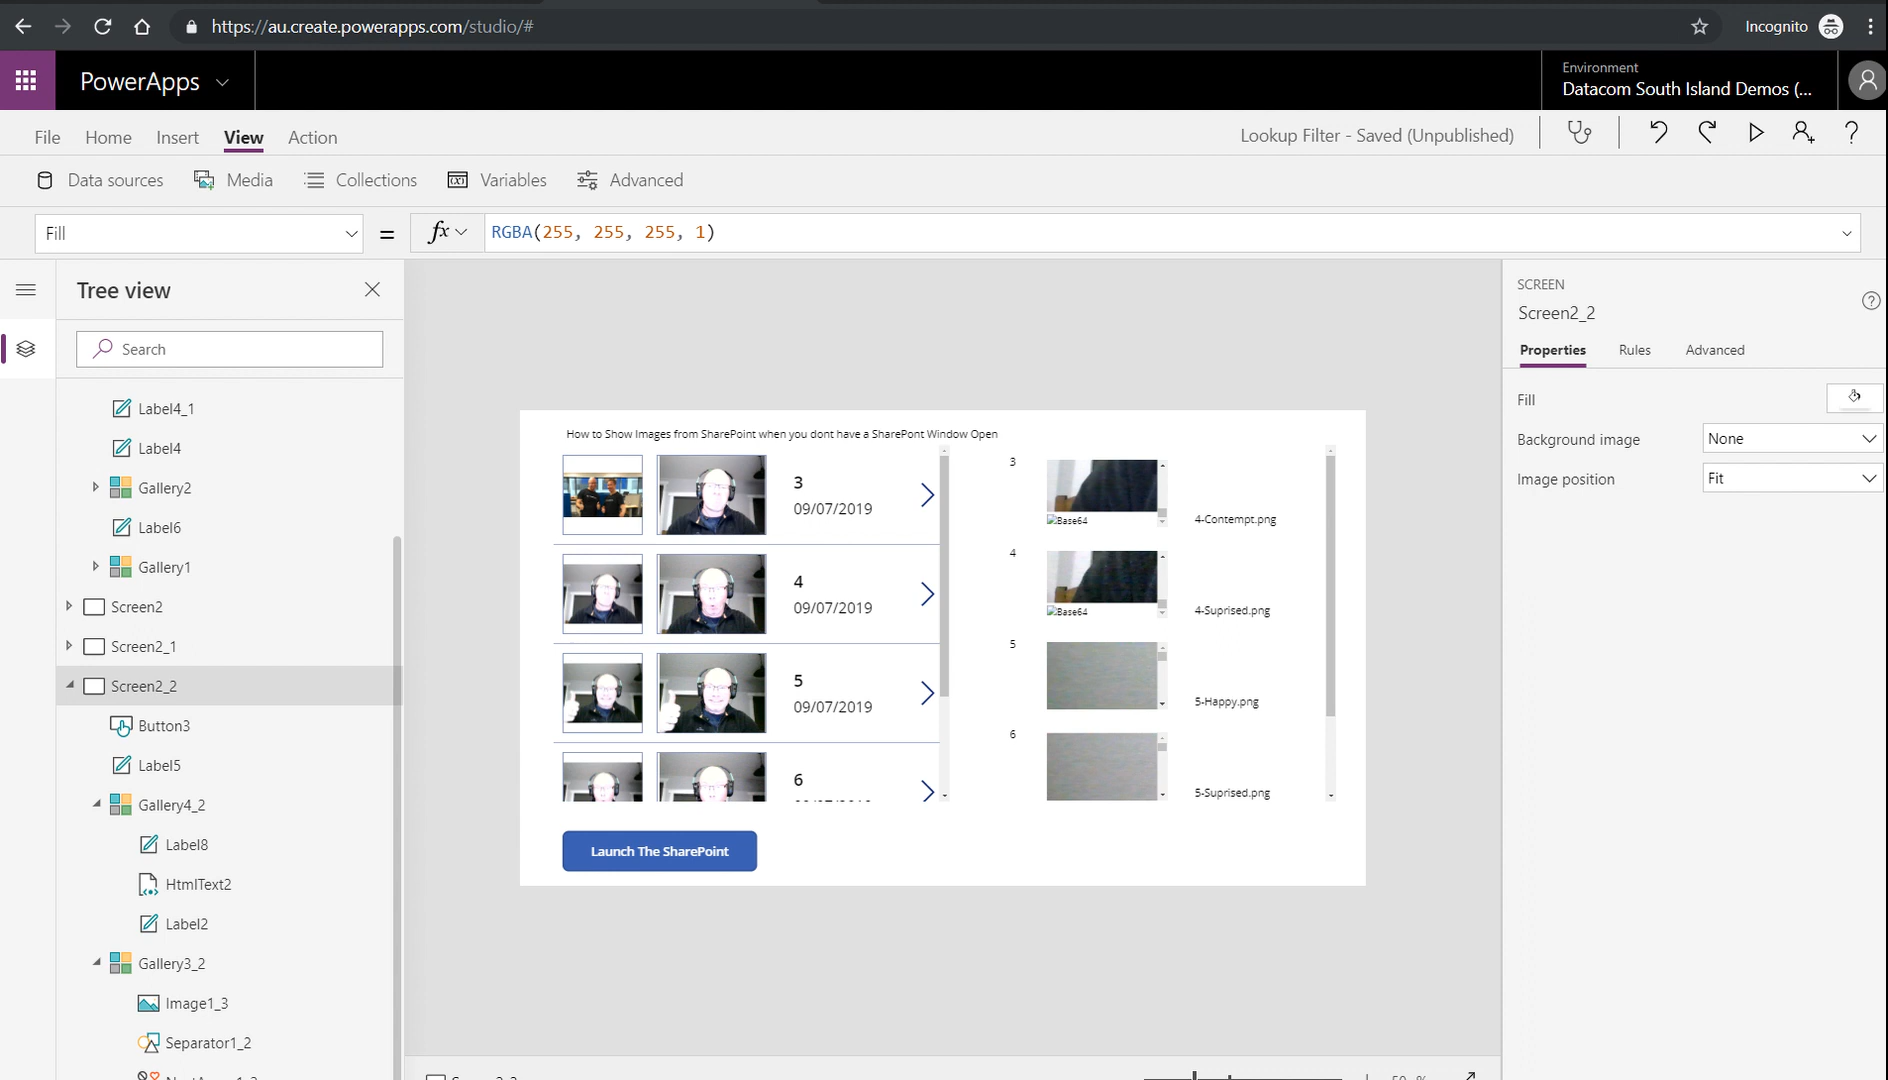 https://au.create.powerapps.com/studio/#
Incognito
PowerApps
Environment
Datacom South Island Demos (...
File Home Insert View Action
Lookup Filter - Saved (Unpublished)
?
Data sources Media Collections Variables Advanced
Fill
=
fx
RGBA(255, 255, 255, 1)
Tree view
Search
Label4_1
Label4
Gallery2
Label6
Gallery1
Screen2
Screen2_1
Screen2_2
Button3
Label5
Gallery4_2
Label8
HtmlText2
Label2
Gallery3_2
Image1_3
Separator1_2
How to Show Images from SharePoint when you dont have a SharePont Window Open
3
09/07/2019
4
09/07/2019
5
09/07/2019
6
Launch The SharePoint
3
Base64
4-Contempt.png
4
Base64
4-Suprised.png
5
5-Happy.png
6
5-Suprised.png
SCREEN
Screen2_2
?
Properties Rules Advanced
Fill
Background image None
Image position Fit